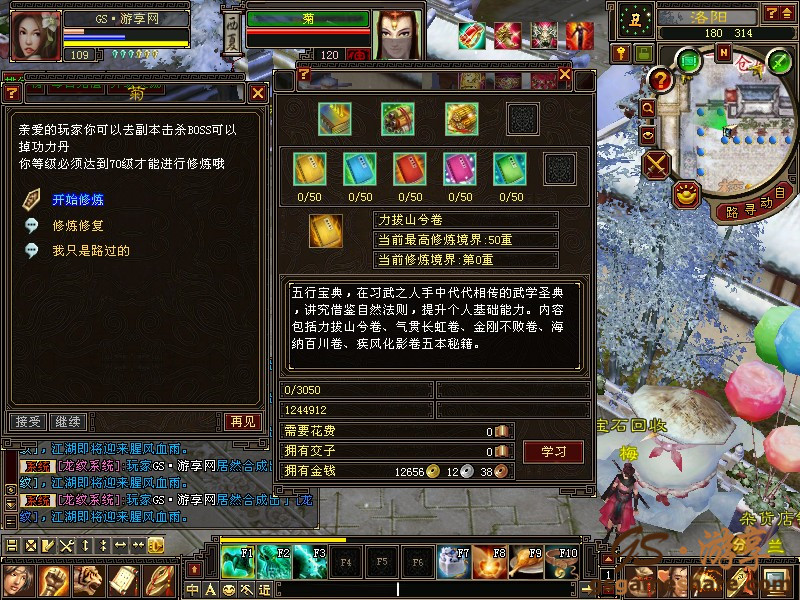 GS·游享网
109
西夏
菊
120
丑
洛阳
180 314
N
自动寻路
菊
亲爱的玩家你可以去副本击杀BOSS可以
掉功力丹
你等级必须达到70级才能进行修炼哦
开始修炼
修炼修复
我只是路过的
接受
继续
再见
0/50
0/50
0/50
0/50
0/50
力拔山兮卷
当前最高修炼境界:50重
当前修炼境界:第0重
五行宝典，在习武之人手中代代相传的武学圣典
，讲究借鉴自然法则，提升个人基础能力。内容
包括力拔山兮卷、气贯长虹卷、金刚不败卷、海
纳百川卷、疾风化影卷五本秘籍。
0/3050
1244912
需要花费 0
拥有交子 0
拥有金钱 12656 12 38
学习
宝石回收
梅
杂货店
兰
纹]，江湖即将迎来腥风血雨。
系统 [龙纹系统]:玩家GS·游享网居然合成出
纹]，江湖即将迎来腥风血雨。
系统 [龙纹系统]:玩家GS·游享网居然合成出了[龙
纹]，江湖即将迎来腥风血雨。
F1
F2
F3
F4
F5
F6
F7
F8
F9
F10
1
中
A
近
GS·游享网